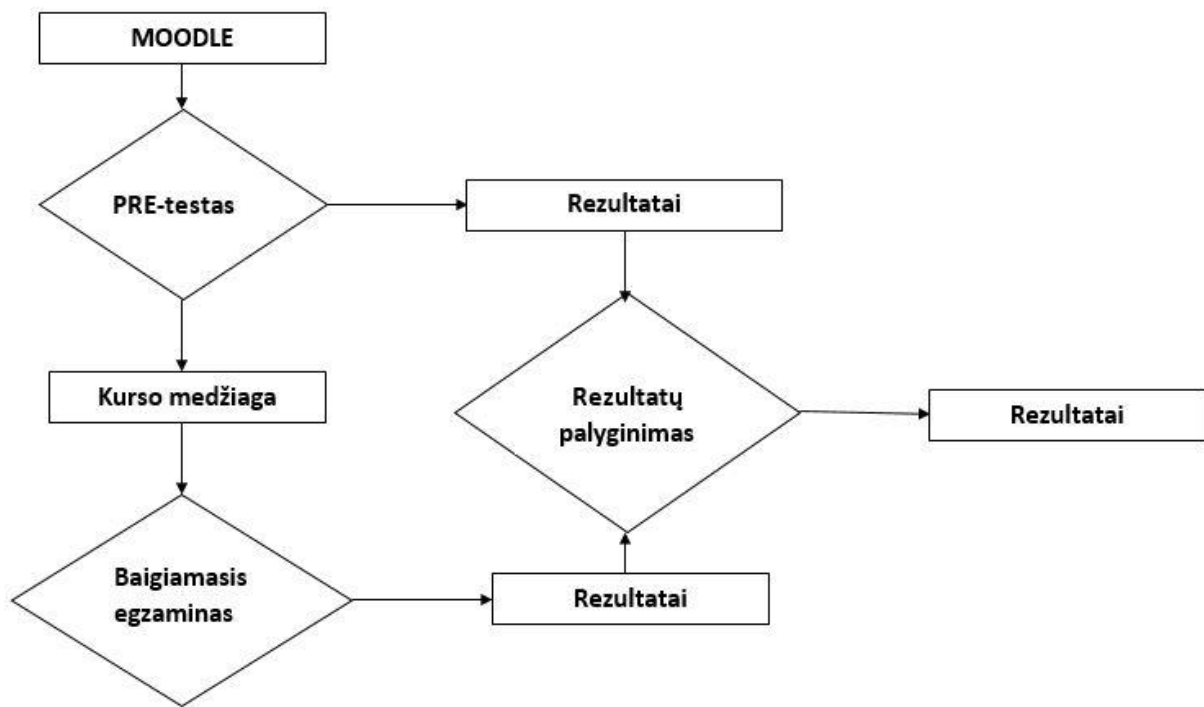 MOODLE
PRE-testas
Rezultatai
Kurso medžiaga
Rezultatų
palyginimas
Rezultatai
Baigiamasis
egzaminas
Rezultatai